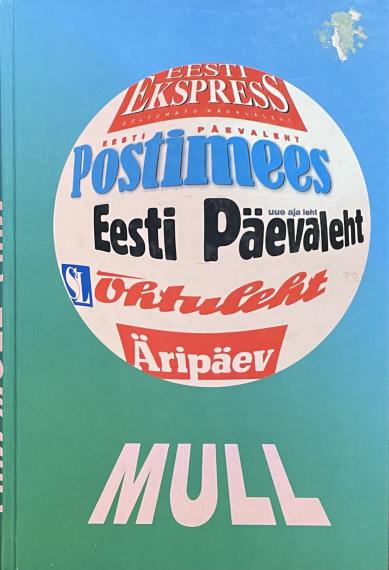 EESTI
EKSPRESS
SÕLTUMATU NÄDALALEHT
EESTI PÄEVALEHT
Postimees
uue aja leht
Eesti Päevaleht
SL Õhtuleht
Äripäev
MULL